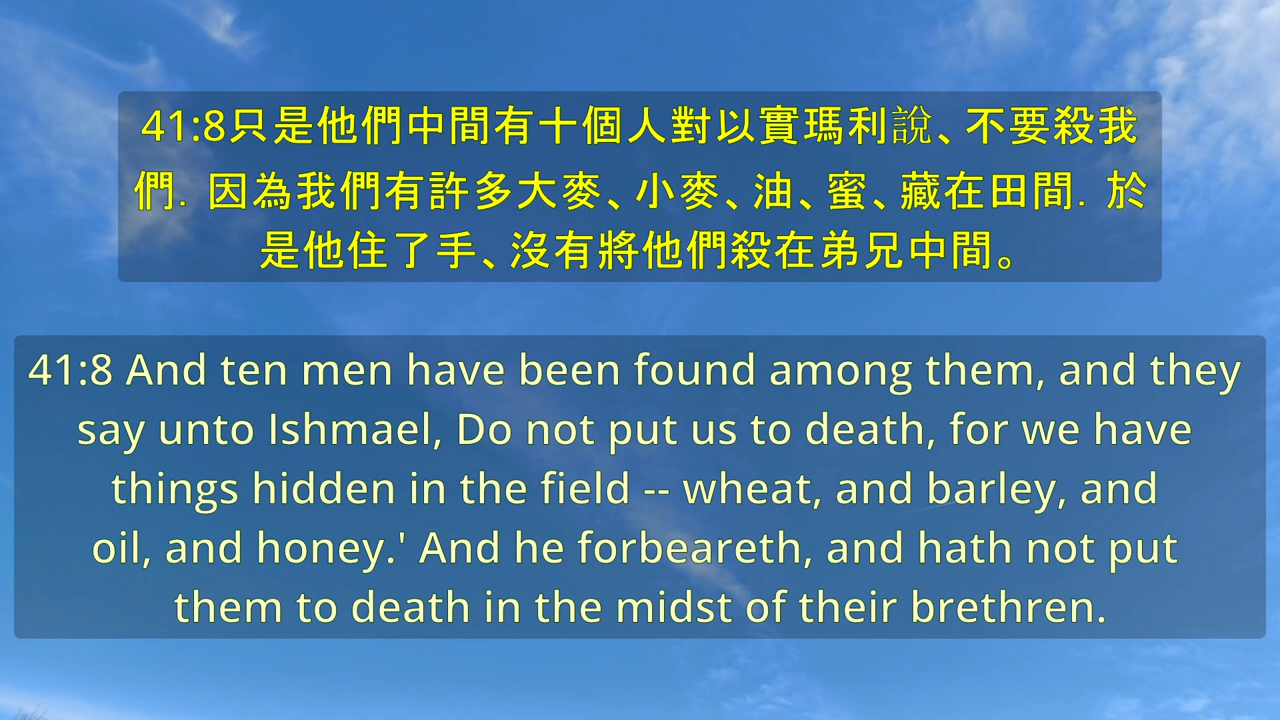 41:8只是他們中間有十個人對以實瑪利說、不要殺我
們. 因為我們有許多大麥、小麥、油、蜜、藏在田間. 於
是他住了手、沒有將他們殺在弟兄中間。
41:8 And ten men have been found among them, and they
say unto Ishmael, Do not put us to death, for we have
things hidden in the field -- wheat, and barley, and
oil, and honey.' And he forbeareth, and hath not put
them to death in the midst of their brethren.